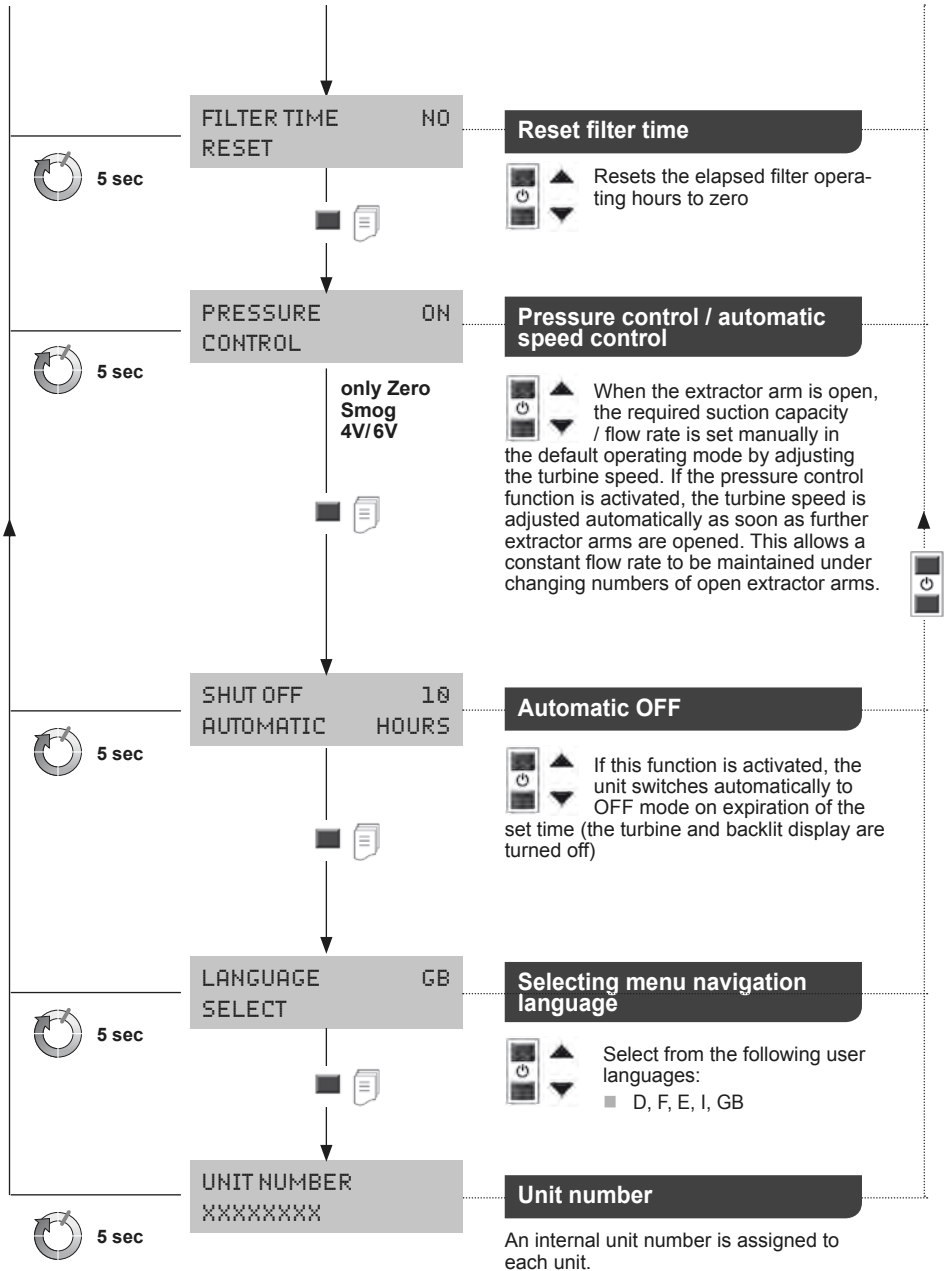 FILTER TIME NO
RESET
Reset filter time
5 sec
Resets the elapsed filter opera-
ting hours to zero
PRESSURE ON
CONTROL
Pressure control / automatic
speed control
5 sec
only Zero
Smog
4V/6V
When the extractor arm is open,
the required suction capacity
/ flow rate is set manually in
the default operating mode by adjusting
the turbine speed. If the pressure control
function is activated, the turbine speed is
adjusted automatically as soon as further
extractor arms are opened. This allows a
constant flow rate to be maintained under
changing numbers of open extractor arms.
SHUT OFF 10
AUTOMATIC HOURS
Automatic OFF
5 sec
If this function is activated, the
unit switches automatically to
OFF mode on expiration of the
set time (the turbine and backlit display are
turned off)
LANGUAGE GB
SELECT
Selecting menu navigation
language
5 sec
Select from the following user
languages:
D, F, E, I, GB
UNIT NUMBER
XXXXXXXX
Unit number
5 sec
An internal unit number is assigned to
each unit.